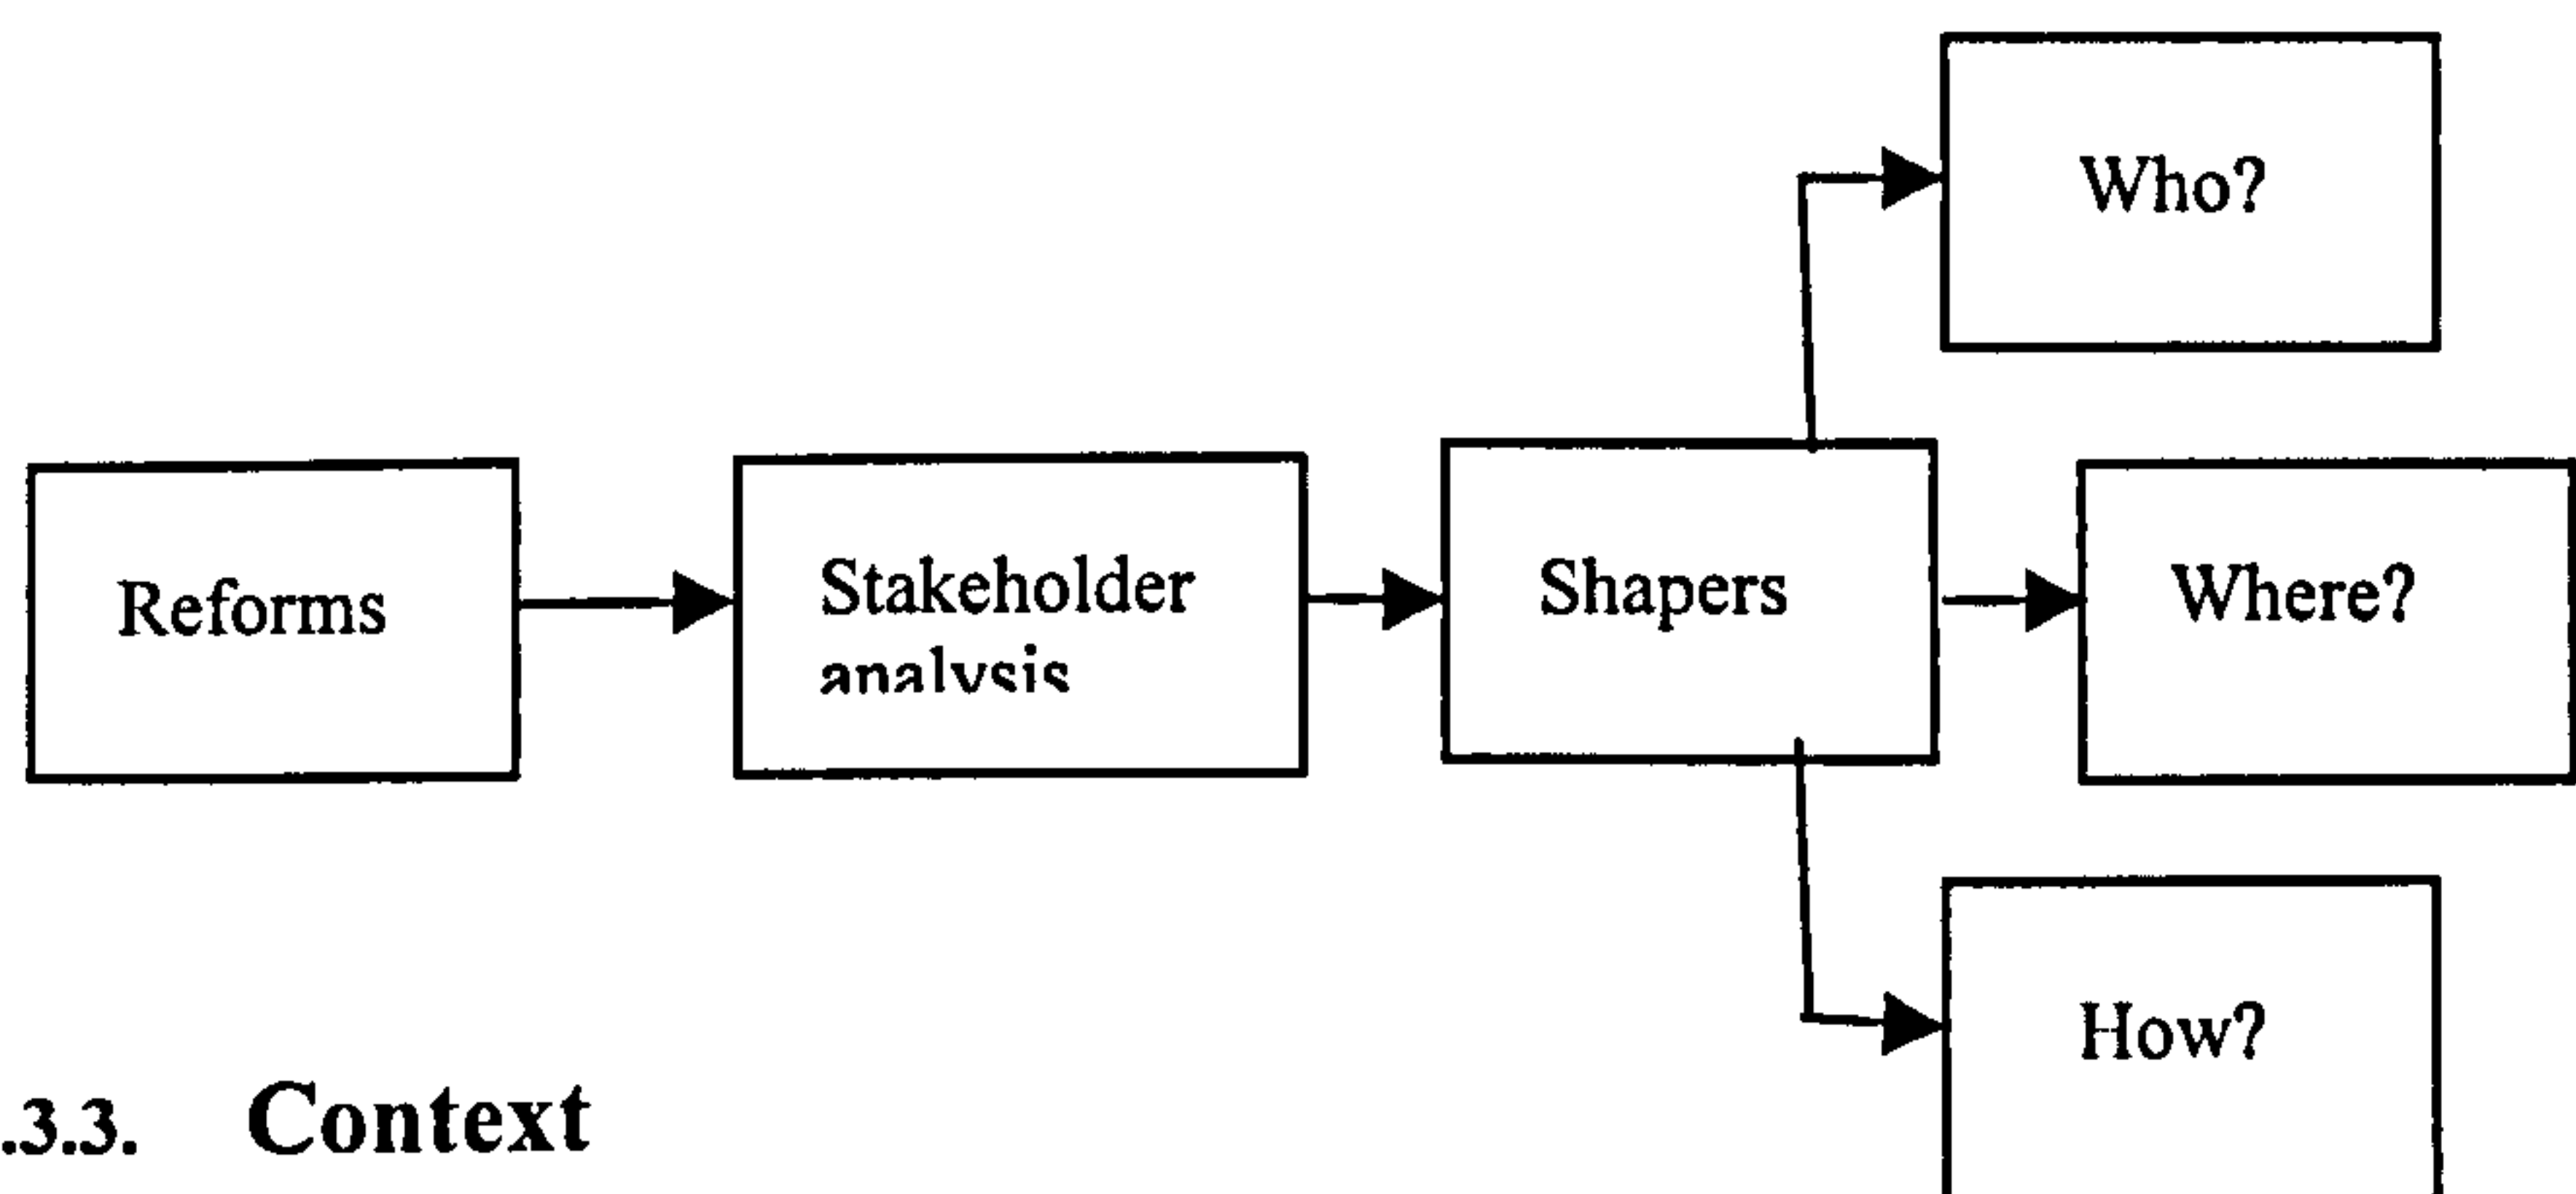 Who?
Reforms
Stakeholder
analysis
Shapers
Where?
How?
.3.3. Context